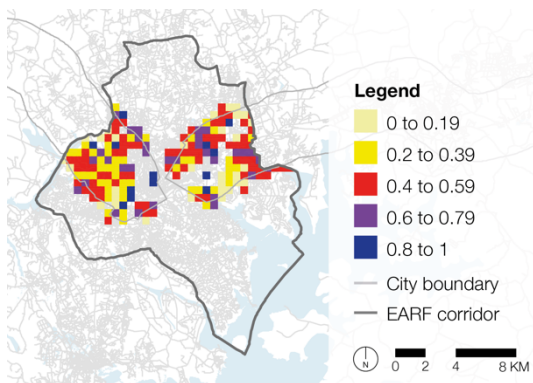 Legend
0 to 0.19
0.2 to 0.39
0.4 to 0.59
0.6 to 0.79
0.8 to 1
City boundary
EARF corridor
N
0 2 4 8 KM